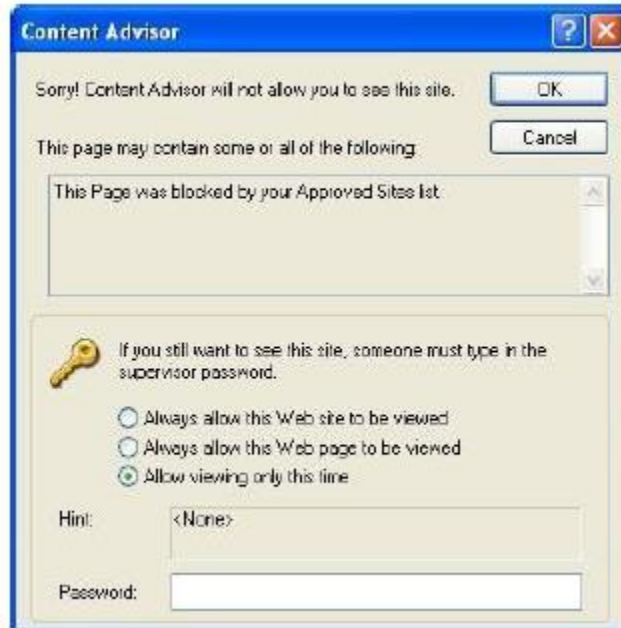 Content Advisor
Sorry! Content Advisor will not allow you to see this site.
OK
Cancel
This page may contain some or all of the following:
This Page was blocked by your Approved Sites list.
If you still want to see this site, someone must type in the
supervisor password.
Always allow this Web site to be viewed
Always allow this Web page to be viewed
Allow viewing only this time
Hint:
<None>
Password: